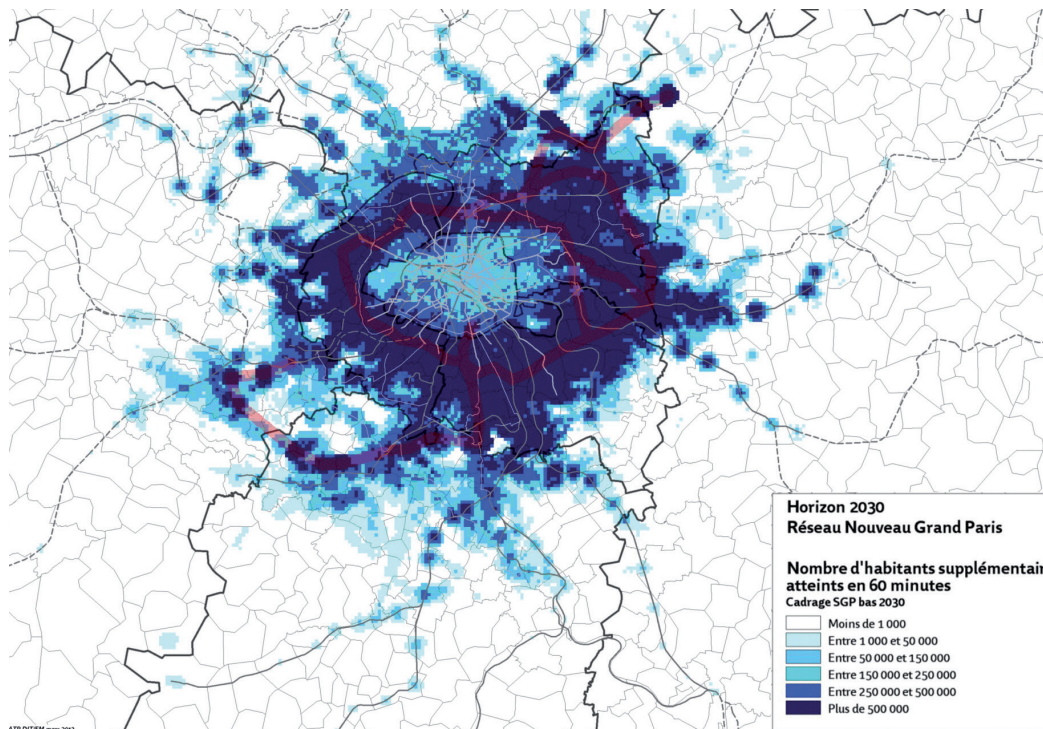 Horizon 2030
Réseau Nouveau Grand Paris
Nombre d'habitants supplémentair
atteints en 60 minutes
Cadrage SGP bas 2030
Moins de 1 000
Entre 1 000 et 50 000
Entre 50 000 et 150 000
Entre 150 000 et 250 000
Entre 250 000 et 500 000
Plus de 500 000